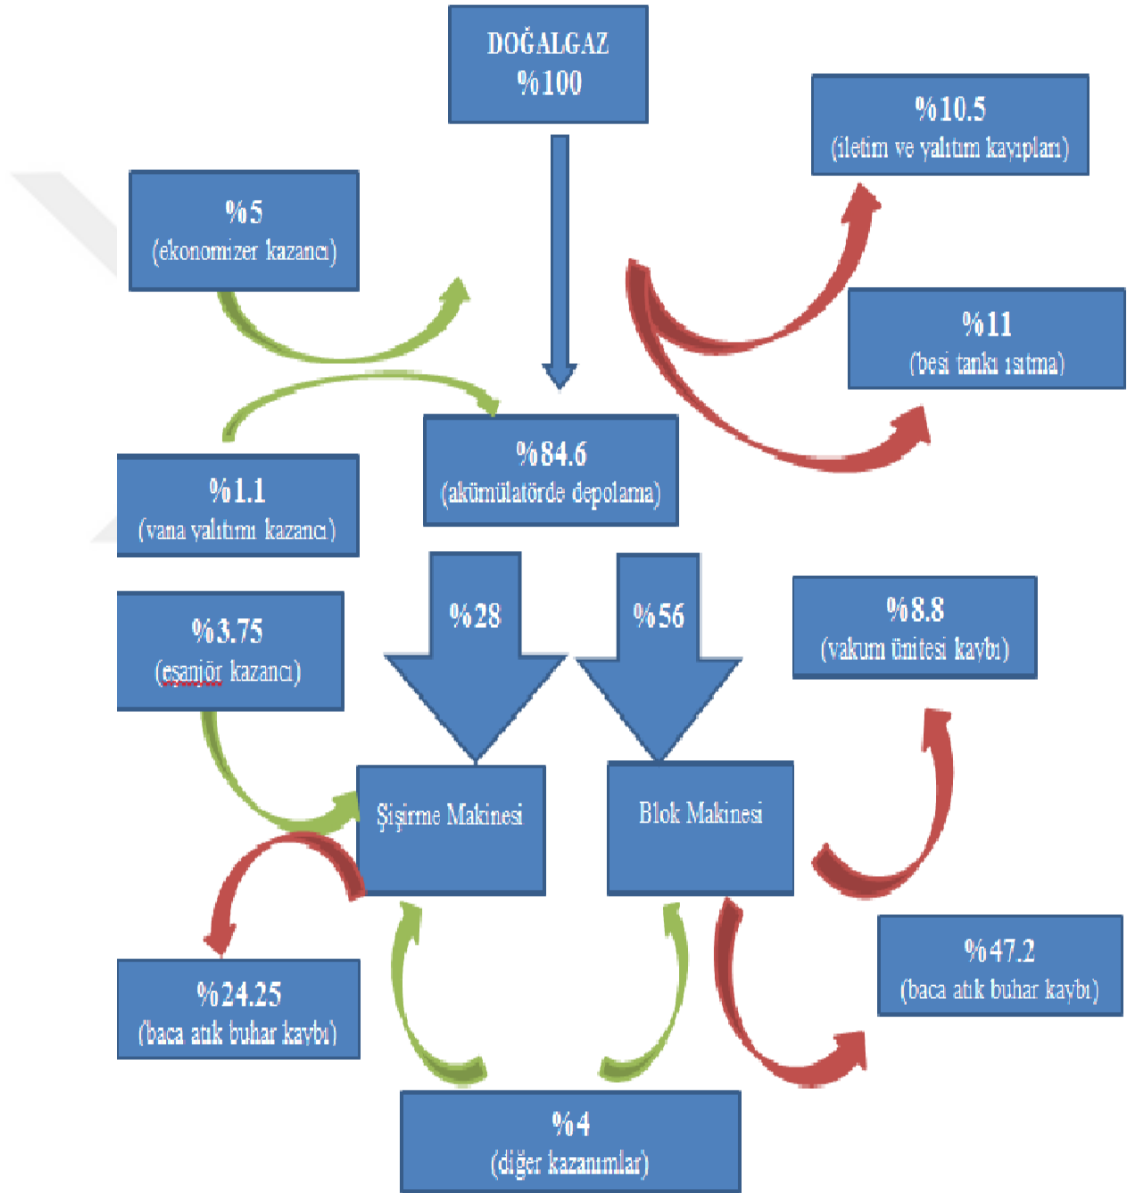 DOĞALGAZ
%100
%10.5
(iletim ve yalıtım kayıpları)
%5
(ekonomizer kazancı)
%11
(besi tankı ısıtma)
%84.6
(akümülatörde depolama)
%1.1
(vana yalıtımı kazancı)
%28
%56
%8.8
(vakum ünitesi kaybı)
%3.75
(eşanjör kazancı)
Şişirme Makinesi
Blok Makinesi
%47.2
(baca atık buhar kaybı)
%24.25
(baca atık buhar kaybı)
%4
(diğer kazanımlar)